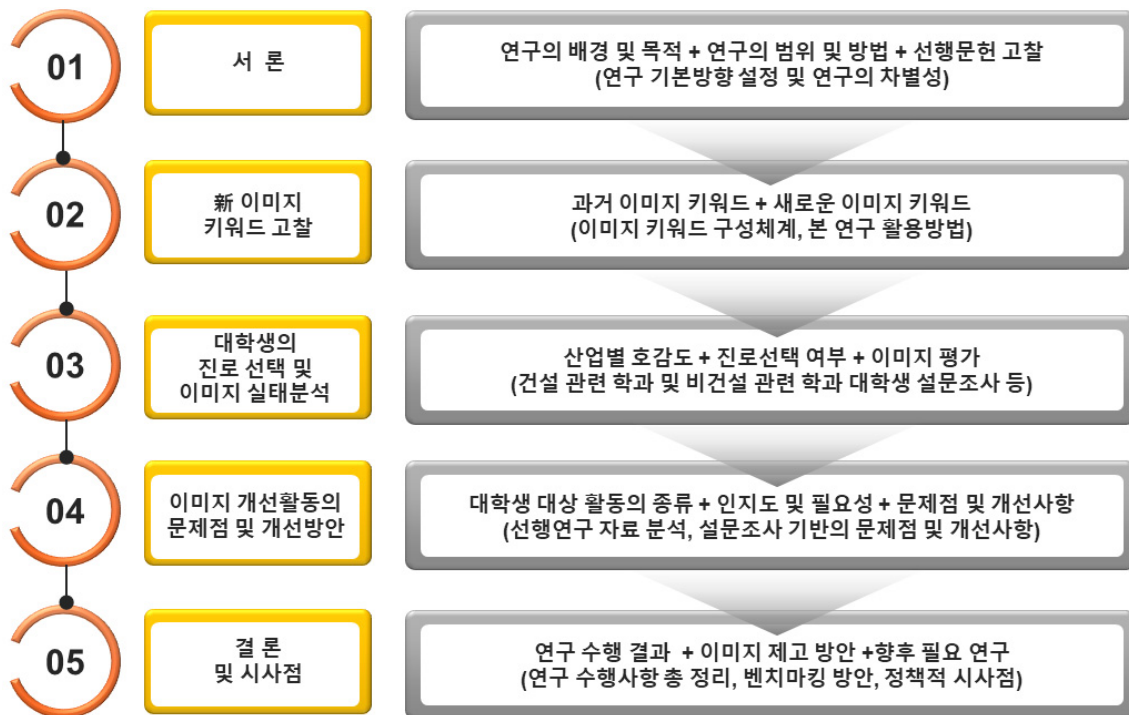 01
서 론
연구의 배경 및 목적 + 연구의 범위 및 방법 + 선행문헌 고찰
(연구 기본방향 설정 및 연구의 차별성)
02
新 이미지
키워드 고찰
과거 이미지 키워드 + 새로운 이미지 키워드
(이미지 키워드 구성체계, 본 연구 활용방법)
03
대학생의
진로 선택 및
이미지 실태분석
산업별 호감도 + 진로선택 여부 + 이미지 평가
(건설 관련 학과 및 비건설 관련 학과 대학생 설문조사 등)
04
이미지 개선활동의
문제점 및 개선방안
대학생 대상 활동의 종류 + 인지도 및 필요성 + 문제점 및 개선사항
(선행연구 자료 분석, 설문조사 기반의 문제점 및 개선사항)
05
결 론
및 시사점
연구 수행 결과 + 이미지 제고 방안 +향후 필요 연구
(연구 수행사항 총 정리, 벤치마킹 방안, 정책적 시사점)